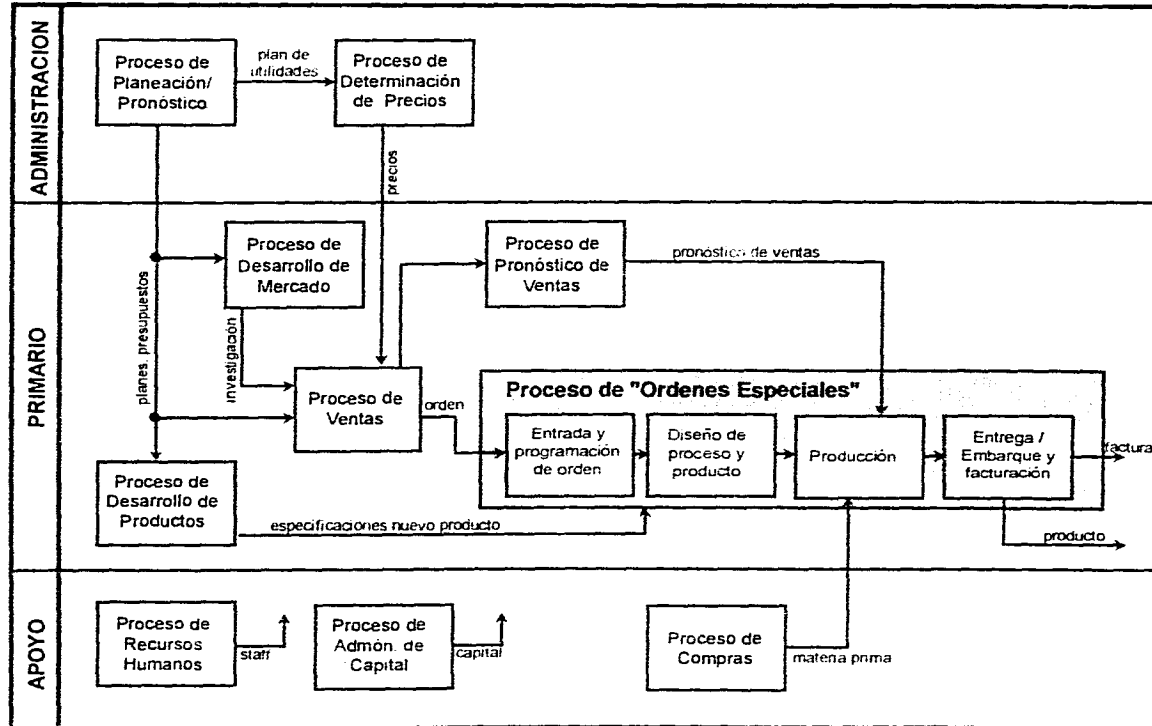 ADMINISTRACION
Proceso de
Planeación/
Pronóstico
plan de
utilidades
Proceso de
Determinación
de Precios
precios
PRIMARIO
planes, presupuestos
Proceso de
Desarrollo de
Mercado
investigación
Proceso de
Pronóstico de
Ventas
pronóstico de ventas
Proceso de
Ventas
orden
Proceso de "Ordenes Especiales"
Entrada y
programación
de orden
Diseño de
proceso y
producto
Producción
Entrega /
Embarque y
facturación
factura
producto
Proceso de
Desarrollo de
Productos
especificaciones nuevo producto
APOYO
Proceso de
Recursos
Humanos
staff
Proceso de
Admón. de
Capital
capital
Proceso de
Compras
materia prima